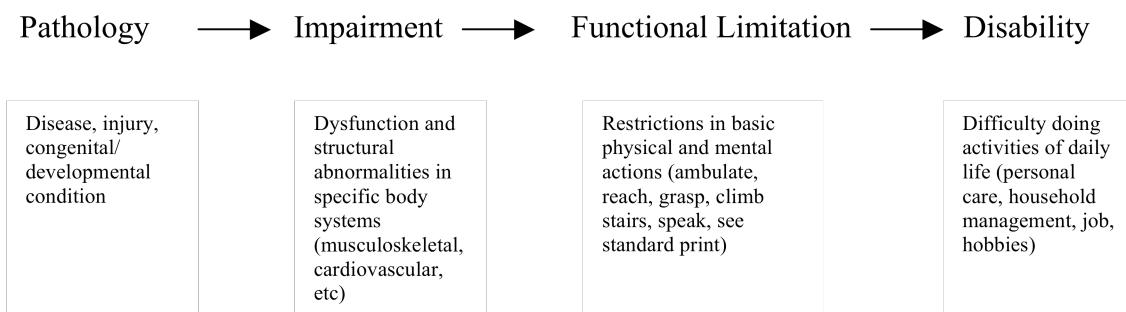 Pathology
Impairment
Functional Limitation
Disability
Disease, injury,
congenital/
developmental
condition
Dysfunction and
structural
abnormalities in
specific body
systems
(musculoskeletal,
cardiovascular,
etc)
Restrictions in basic
physical and mental
actions (ambulate,
reach, grasp, climb
stairs, speak, see
standard print)
Difficulty doing
activities of daily
life (personal
care, household
management, job,
hobbies)